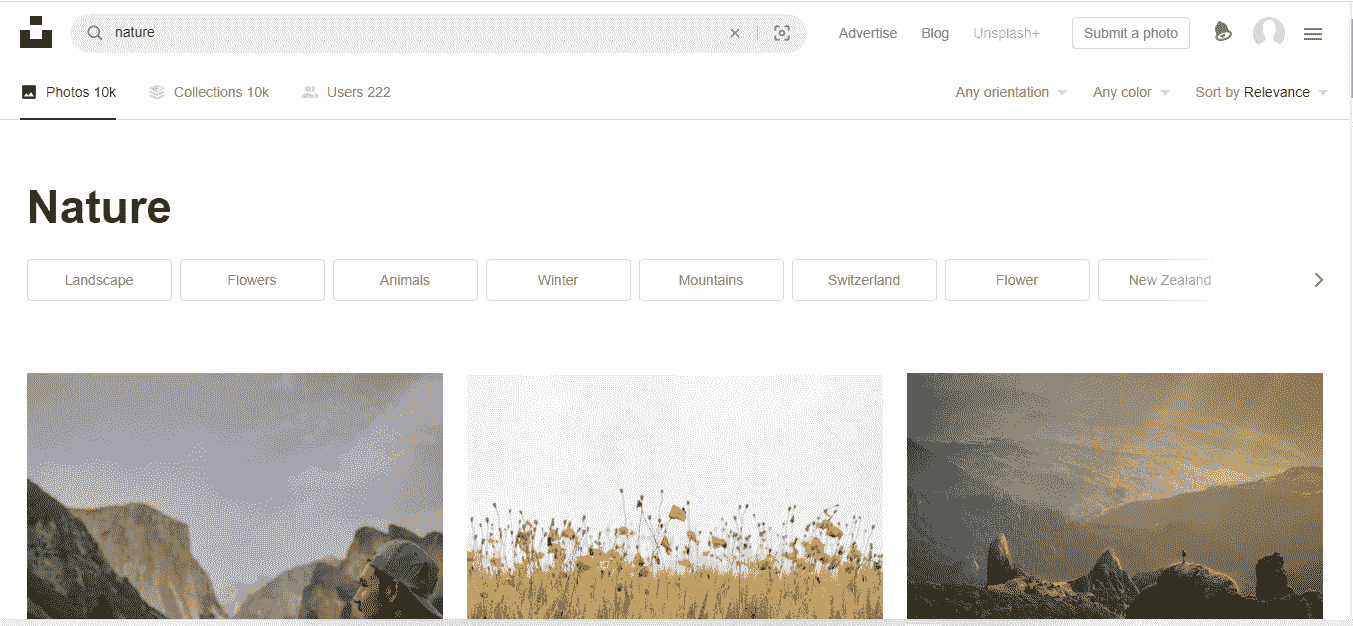 nature
Advertise Blog Unsplash+ Submit a photo
Photos 10k Collections 10k Users 222
Any orientation Any color Sort by Relevance
Nature
Landscape Flowers Animals Winter Mountains Switzerland Flower New Zealand